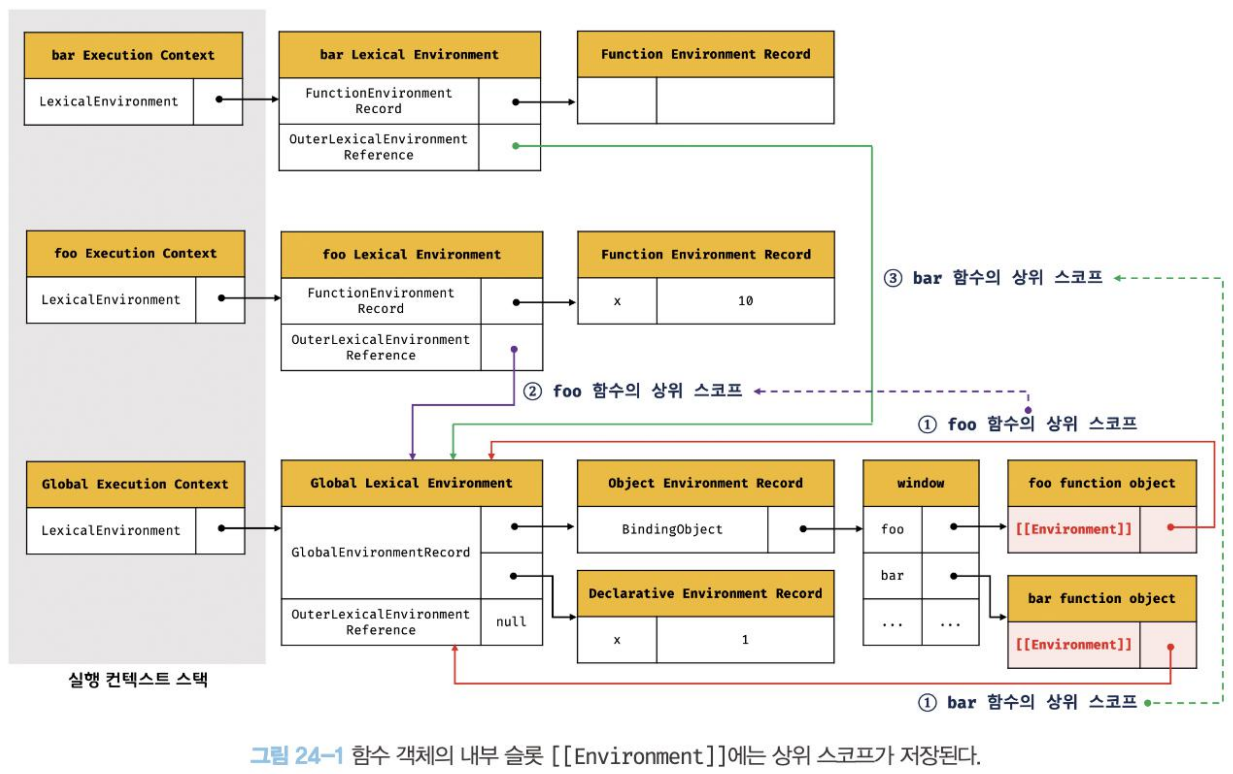 bar Execution Context
LexicalEnvironment
bar Lexical Environment
FunctionEnvironment
Record
OuterLexicalEnvironment
Reference
Function Environment Record
foo Execution Context
LexicalEnvironment
foo Lexical Environment
FunctionEnvironment
Record
OuterLexicalEnvironment
Reference
Function Environment Record
x 10
③ bar 함수의 상위 스코프
② foo 함수의 상위 스코프
① foo 함수의 상위 스코프
Global Execution Context
LexicalEnvironment
Global Lexical Environment
GlobalEnvironmentRecord
OuterLexicalEnvironment
Reference
null
Object Environment Record
BindingObject
Declarative Environment Record
x 1
window
foo
bar
... ...
foo function object
[[Environment]]
bar function object
[[Environment]]
① bar 함수의 상위 스코프
실행 컨텍스트 스택
그림 24-1 함수 객체의 내부 슬롯 [[Environment]]에는 상위 스코프가 저장된다.